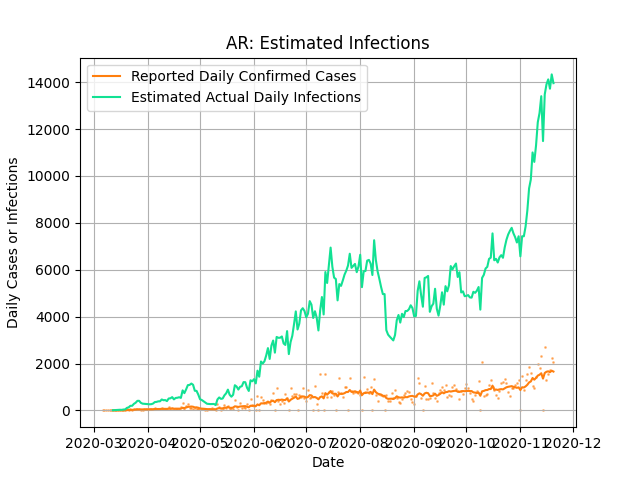 AR: Estimated Infections
Reported Daily Confirmed Cases
Estimated Actual Daily Infections
Daily Cases or Infections
14000
12000
10000
8000
6000
4000
2000
0
2020-03 2020-04 2020-05 2020-06 2020-07 2020-08 2020-09 2020-10 2020-11 2020-12
Date